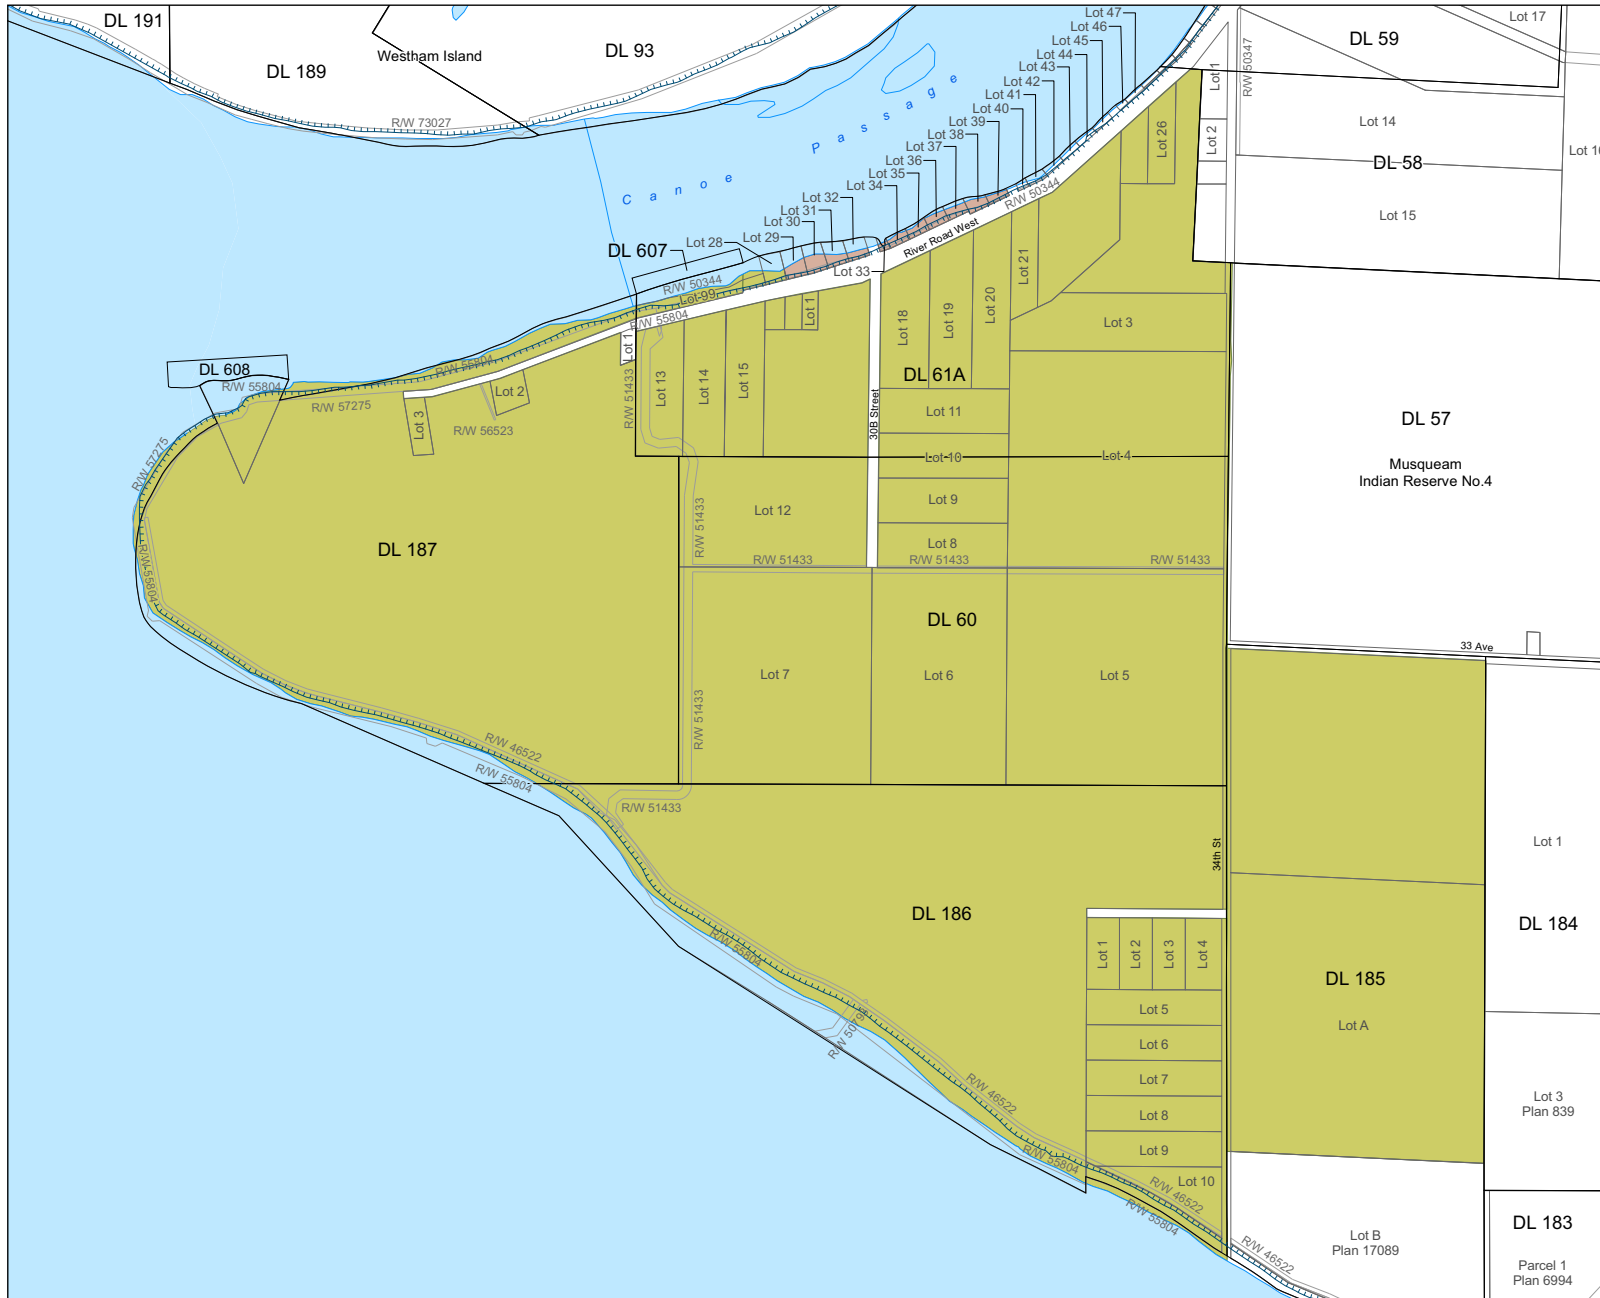 DL 191
DL 189
Westham Island
DL 93
R/W 73027
Canoe Passage
Lot 47
Lot 46
Lot 45
Lot 44
Lot 43
Lot 42
Lot 41
Lot 40
Lot 39
Lot 38
Lot 37
Lot 36
Lot 35
Lot 34
Lot 32
Lot 31
Lot 30
Lot 29
Lot 28
DL 607
Lot 33
River Road West
R/W 50344
R/W 50344
Lot 99
R/W 55804
Lot 17
DL 59
R/W 50347
Lot 1
Lot 2
Lot 26
Lot 14
DL 58
Lot 16
Lot 15
DL 608
R/W 55804
R/W 57275
R/W 55804
Lot 3
Lot 2
R/W 56523
R/W 57275
R/W 55804
Lot 1
R/W 51433
Lot 13
Lot 14
Lot 15
Lot 1
Lot 18
Lot 19
Lot 20
Lot 21
Lot 3
DL 61A
30B Street
Lot 11
Lot 10
Lot 4
Lot 9
Lot 8
Lot 12
R/W 51433
R/W 51433
R/W 51433
R/W 51433
DL 57
Musqueam
Indian Reserve No.4
DL 187
DL 60
33 Ave
Lot 7
Lot 6
Lot 5
R/W 51433
R/W 46522
R/W 55804
R/W 51433
34th St
Lot 1
DL 186
DL 184
R/W 55804
Lot 1
Lot 2
Lot 3
Lot 4
DL 185
Lot 5
Lot A
Lot 6
Lot 7
Lot 8
Lot 9
Lot 10
Lot 3
Plan 839
R/W 46522
R/W 55804
R/W 46522
R/W 55804
R/W 46522
DL 183
Lot B
Plan 17089
Parcel 1
Plan 6994